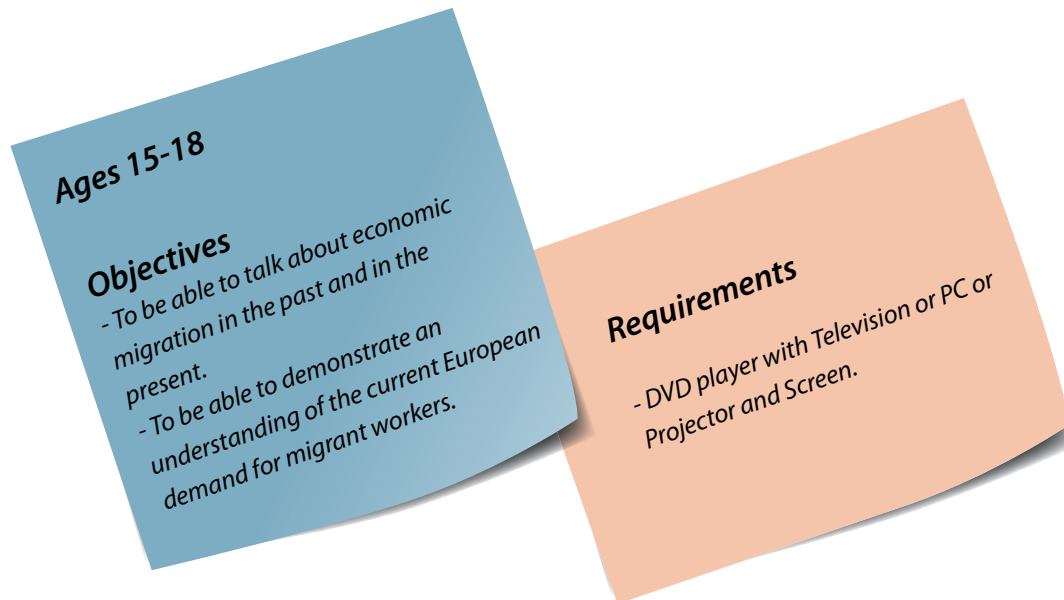 Ages 15-18
Objectives
- To be able to talk about economic
migration in the past and in the
present.
- To be able to demonstrate an
understanding of the current European
demand for migrant workers.
Requirements
- DVD player with Television or PC or
Projector and Screen.